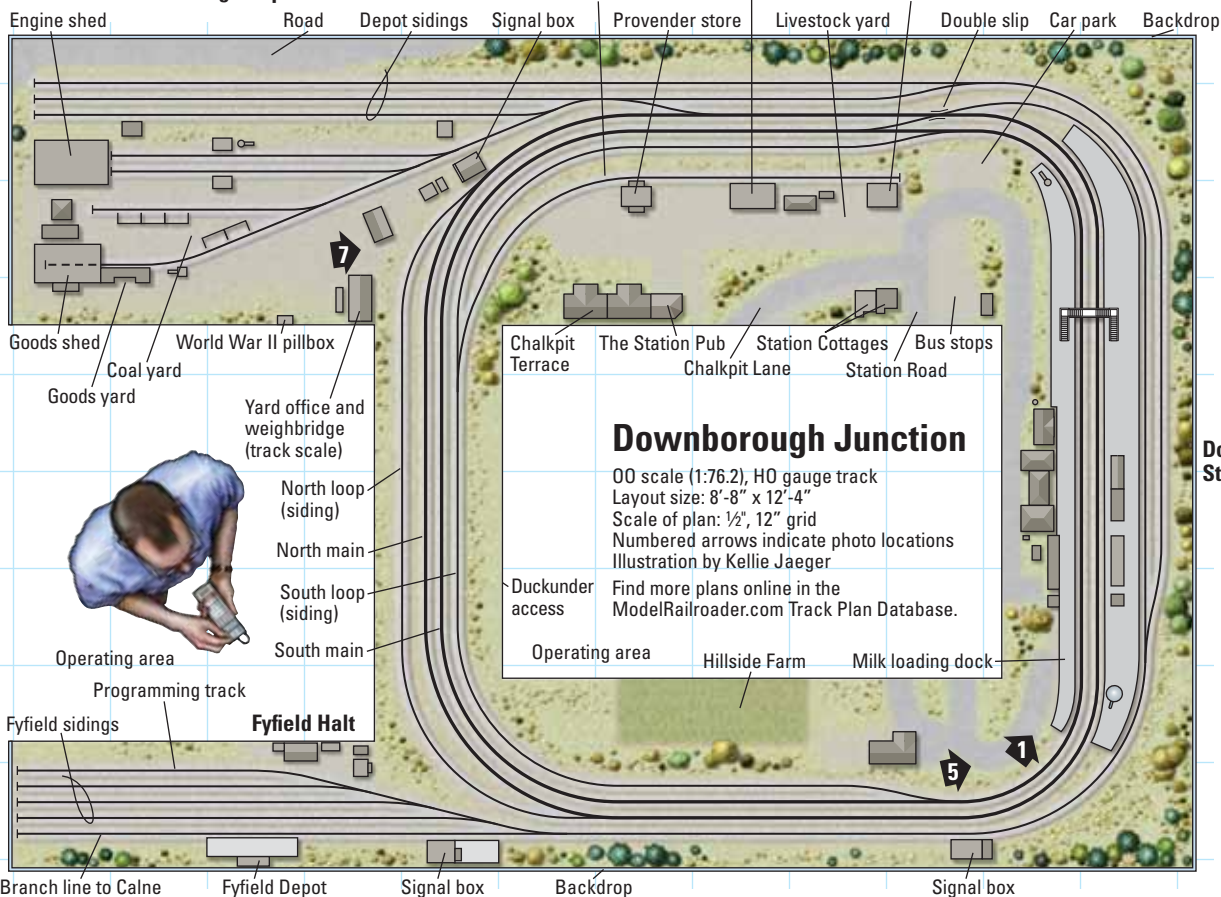 Engine shed
Road
Depot sidings
Signal box
Provender store
Livestock yard
Double slip
Car park
Backdrop
7
Goods shed
World War II pillbox
Coal yard
Goods yard
Yard office and
weighbridge
(track scale)
Chalkpit
Terrace
The Station Pub
Chalkpit Lane
Station Cottages
Station Road
Bus stops
Downborough Junction
OO scale (1:76.2), HO gauge track
Layout size: 8'-8" x 12'-4"
Scale of plan: ½", 12" grid
Numbered arrows indicate photo locations
Illustration by Kellie Jaeger
Find more plans online in the
ModelRailroader.com Track Plan Database.
North loop
(siding)
North main
South loop
(siding)
South main
Duckunder
access
Operating area
Hillside Farm
Milk loading dock
Operating area
Programming track
Fyfield sidings
Fyfield Halt
5
1
Branch line to Calne
Fyfield Depot
Signal box
Backdrop
Signal box